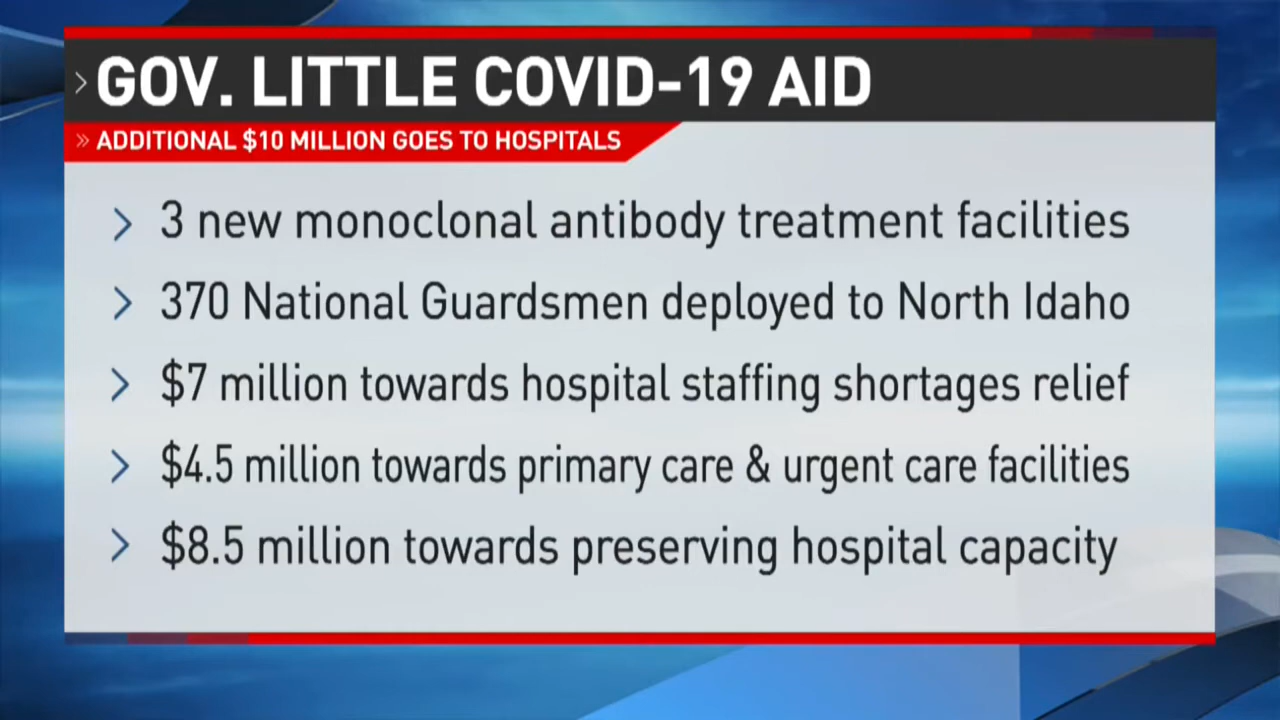 GOV. LITTLE COVID-19 AID
ADDITIONAL $10 MILLION GOES TO HOSPITALS
3 new monoclonal antibody treatment facilities
370 National Guardsmen deployed to North Idaho
$7 million towards hospital staffing shortages relief
$4.5 million towards primary care & urgent care facilities
$8.5 million towards preserving hospital capacity